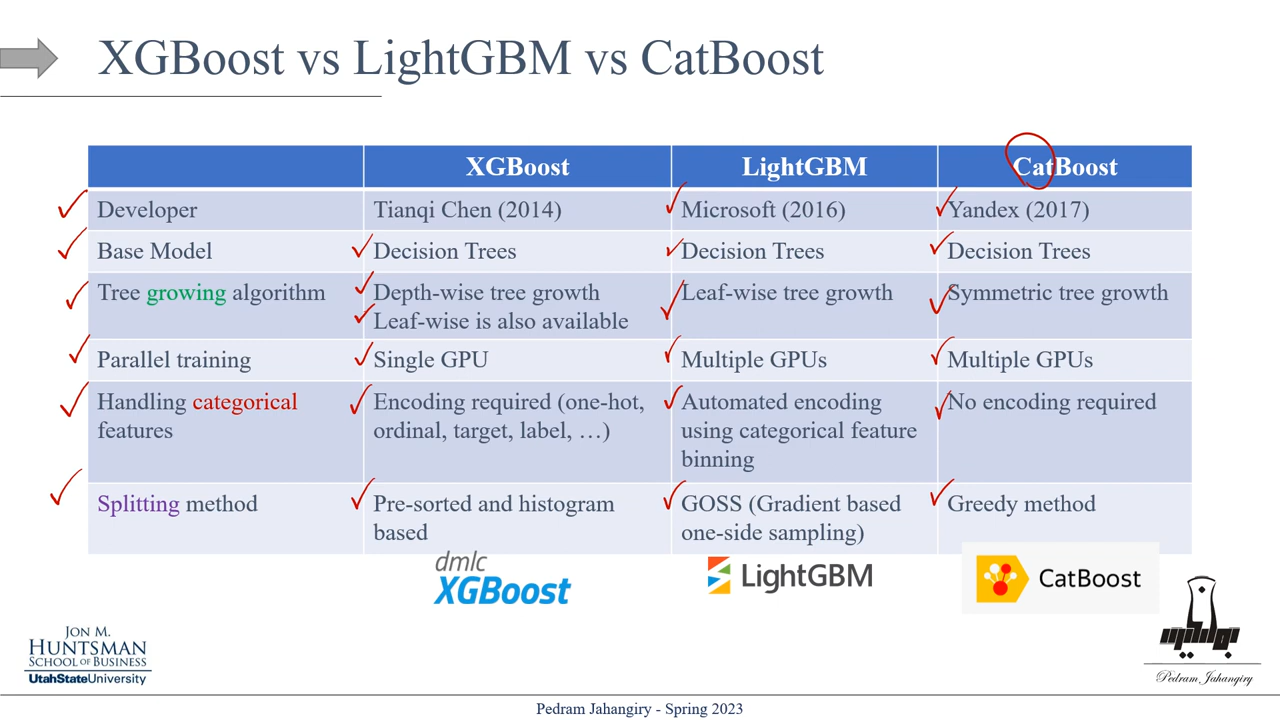 XGBoost vs LightGBM vs CatBoost
XGBoost LightGBM CatBoost
Developer Tianqi Chen (2014) Microsoft (2016) Yandex (2017)
Base Model Decision Trees Decision Trees Decision Trees
Tree growing algorithm Depth-wise tree growth Leaf-wise tree growth Symmetric tree growth
Leaf-wise is also available
Parallel training Single GPU Multiple GPUs Multiple GPUs
Handling categorical Encoding required (one-hot, Automated encoding No encoding required
features ordinal, target, label, …) using categorical feature
binning
Splitting method Pre-sorted and histogram GOSS (Gradient based Greedy method
based one-side sampling)
dmlc
XGBoost
LightGBM
CatBoost
JON M.
HUNTSMAN
SCHOOL OF BUSINESS
UtahStateUniversity
Pedram Jahangiry
Pedram Jahangiry - Spring 2023